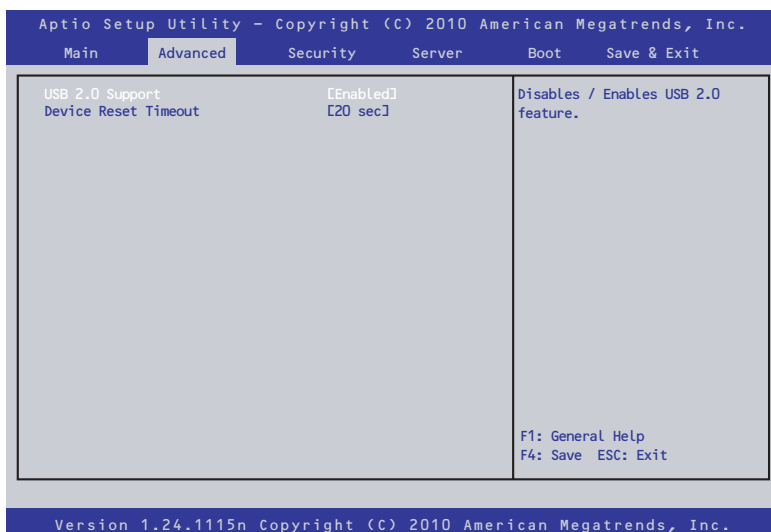 Aptio Setup Utility – Copyright (C) 2010 American Megatrends, Inc.
Main Advanced Security Server Boot Save & Exit
USB 2.0 Support [Enabled]
Device Reset Timeout [20 sec]
Disables / Enables USB 2.0
feature.
F1: General Help
F4: Save ESC: Exit
Version 1.24.1115n Copyright (C) 2010 American Megatrends, Inc.